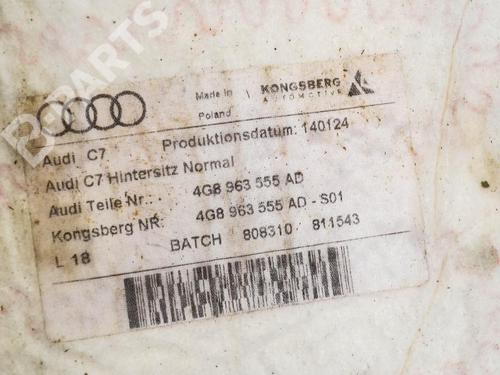 B-PARTS
Made in Poland
KONGSBERG
AUTOMOTIVE
Audi C7
Produktionsdatum: 140124
Audi C7 Hintersitz Normal
Audi Teile Nr.: 4G8 963 555 AD
Kongsberg NR: 4G8 963 555 AD - S01
L 18 BATCH 808310 811543